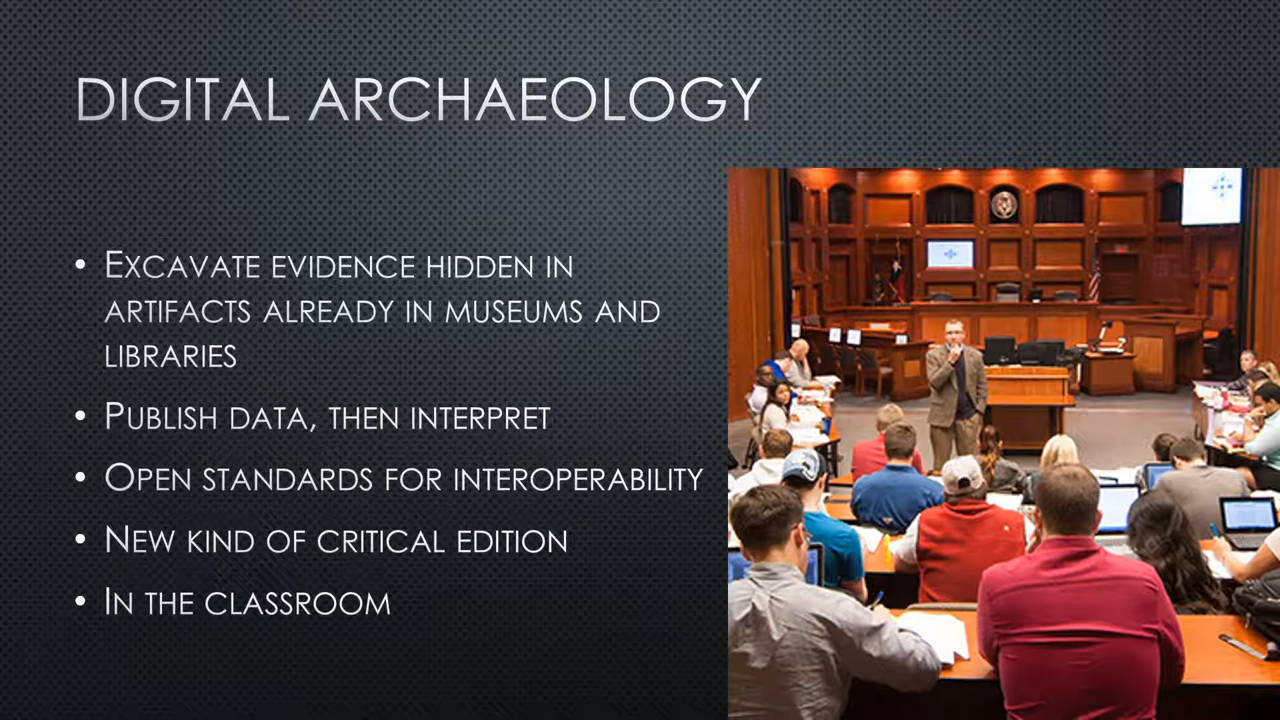 DIGITAL ARCHAEOLOGY
• EXCAVATE EVIDENCE HIDDEN IN
ARTIFACTS ALREADY IN MUSEUMS AND
LIBRARIES
• PUBLISH DATA, THEN INTERPRET
• OPEN STANDARDS FOR INTEROPERABILITY
• NEW KIND OF CRITICAL EDITION
• IN THE CLASSROOM